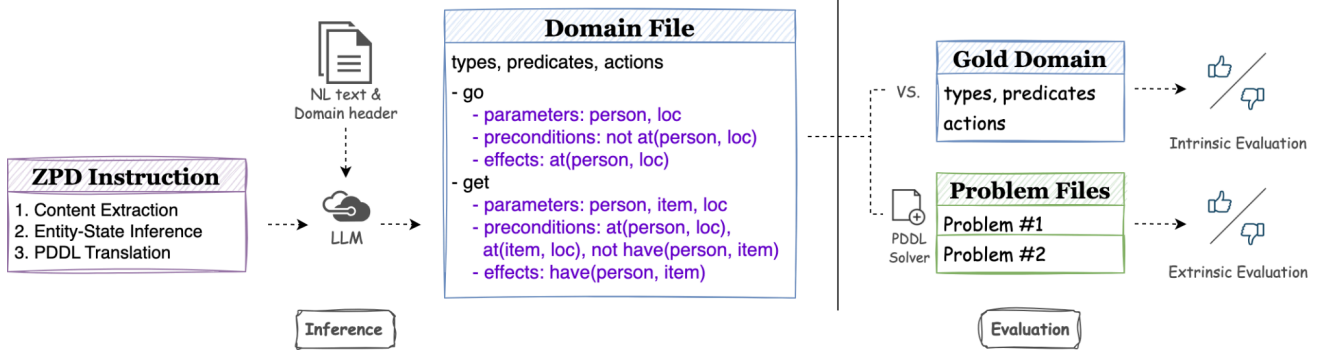 ZPD Instruction
1. Content Extraction
2. Entity-State Inference
3. PDDL Translation
NL text &
Domain header
LLM
Domain File
types, predicates, actions
- go
- parameters: person, loc
- preconditions: not at(person, loc)
- effects: at(person, loc)
- get
- parameters: person, item, loc
- preconditions: at(person, loc),
at(item, loc), not have(person, item)
- effects: have(person, item)
Inference
VS.
Gold Domain
types, predicates
actions
Intrinsic Evaluation
PDDL
Solver
Problem Files
Problem #1
Problem #2
Extrinsic Evaluation
Evaluation